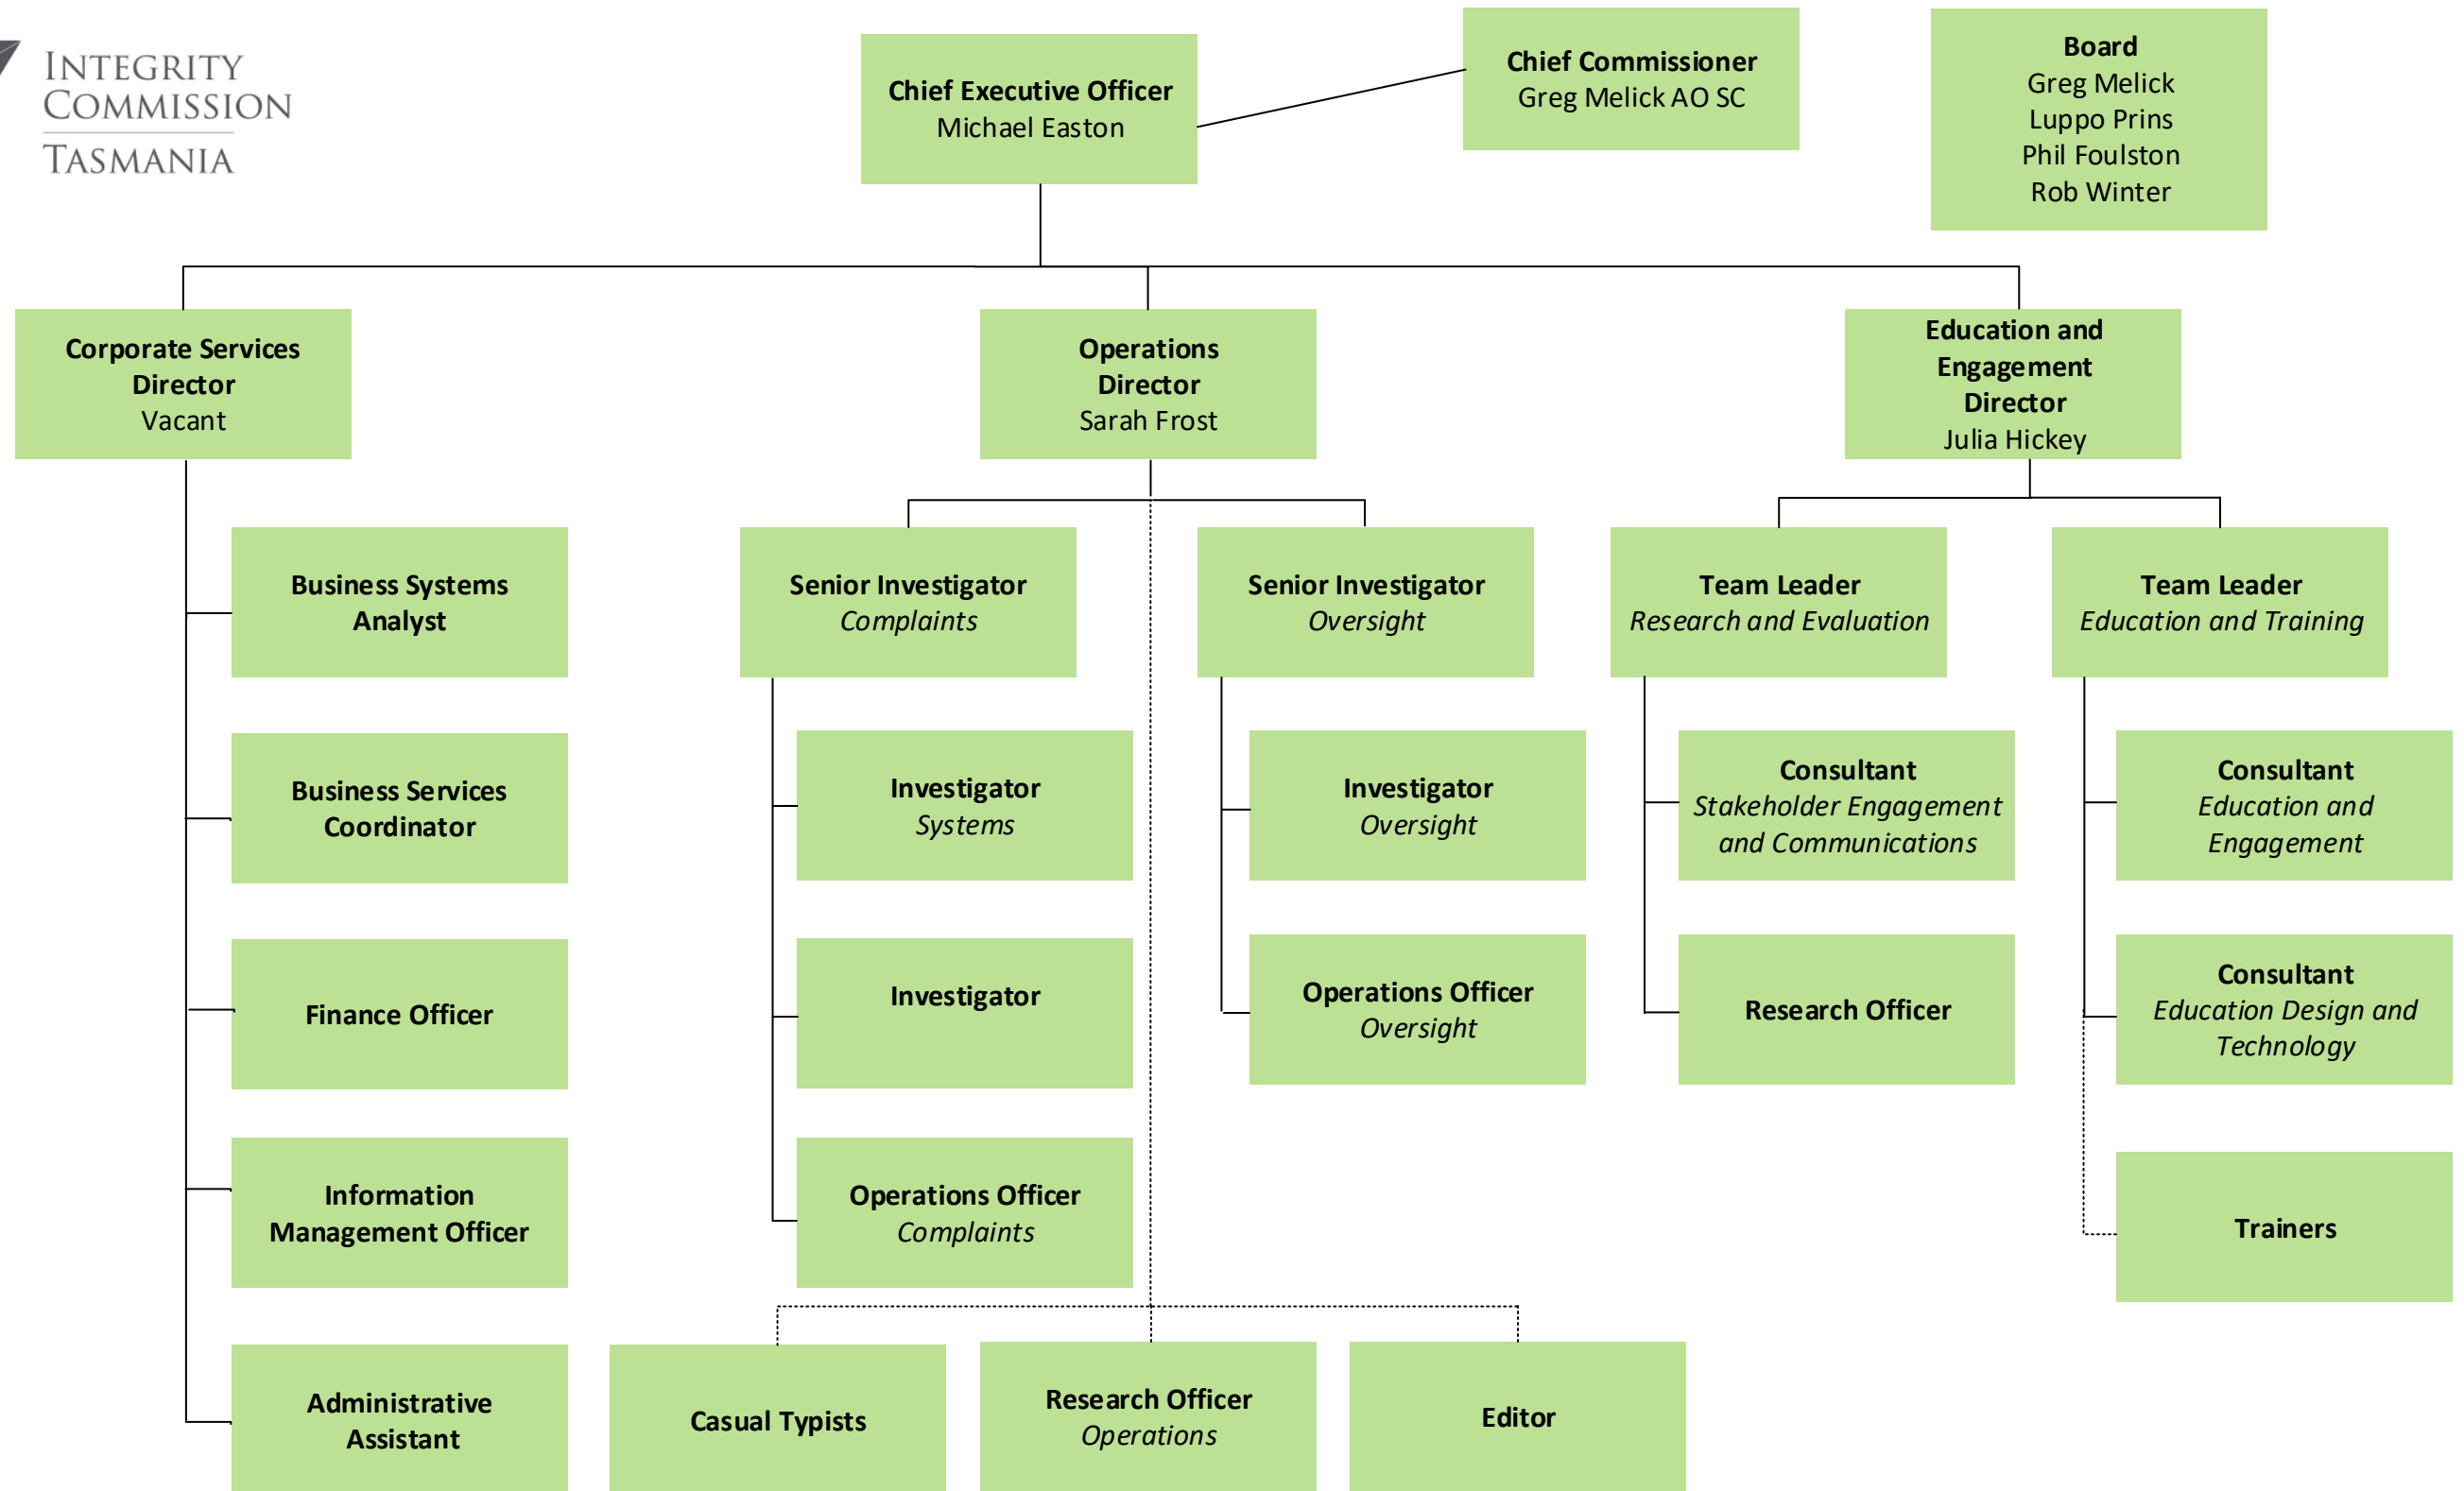 INTEGRITY
COMMISSION
TASMANIA
Chief Executive Officer
Michael Easton
Chief Commissioner
Greg Melick AO SC
Board
Greg Melick
Luppo Prins
Phil Foulston
Rob Winter
Corporate Services
Director
Vacant
Operations
Director
Sarah Frost
Education and
Engagement
Director
Julia Hickey
Business Systems
Analyst
Business Services
Coordinator
Finance Officer
Information
Management Officer
Administrative
Assistant
Senior Investigator
Complaints
Investigator
Systems
Investigator
Operations Officer
Complaints
Senior Investigator
Oversight
Investigator
Oversight
Operations Officer
Oversight
Casual Typists
Research Officer
Operations
Editor
Team Leader
Research and Evaluation
Consultant
Stakeholder Engagement
and Communications
Research Officer
Team Leader
Education and Training
Consultant
Education and
Engagement
Consultant
Education Design and
Technology
Trainers